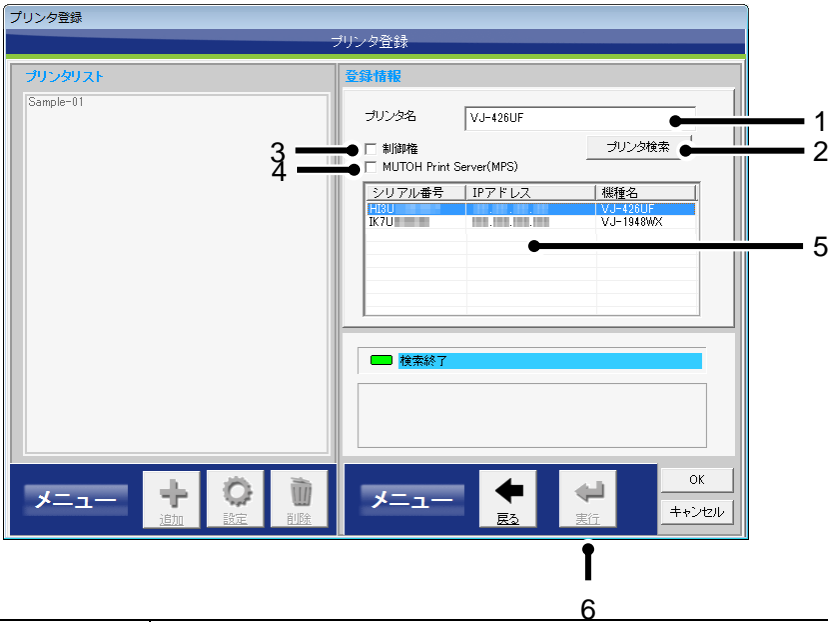 プリンタ登録
プリンタ登録
プリンタリスト
Sample-01
登録情報
プリンタ名
VJ-426UF
1
制御権
プリンタ検索
2
3
MUTOH Print Server(MPS)
4
シリアル番号 IPアドレス 機種名
HI3U VJ-426UF
IK7U VJ-1948WX
5
検索終了
メニュー
追加
設定
削除
メニュー
戻る
実行
OK
キャンセル
6